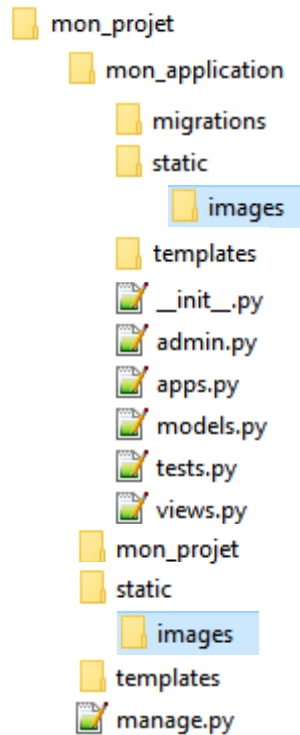 mon_projet
mon_application
migrations
static
images
templates
__init__.py
admin.py
apps.py
models.py
tests.py
views.py
mon_projet
static
images
templates
manage.py